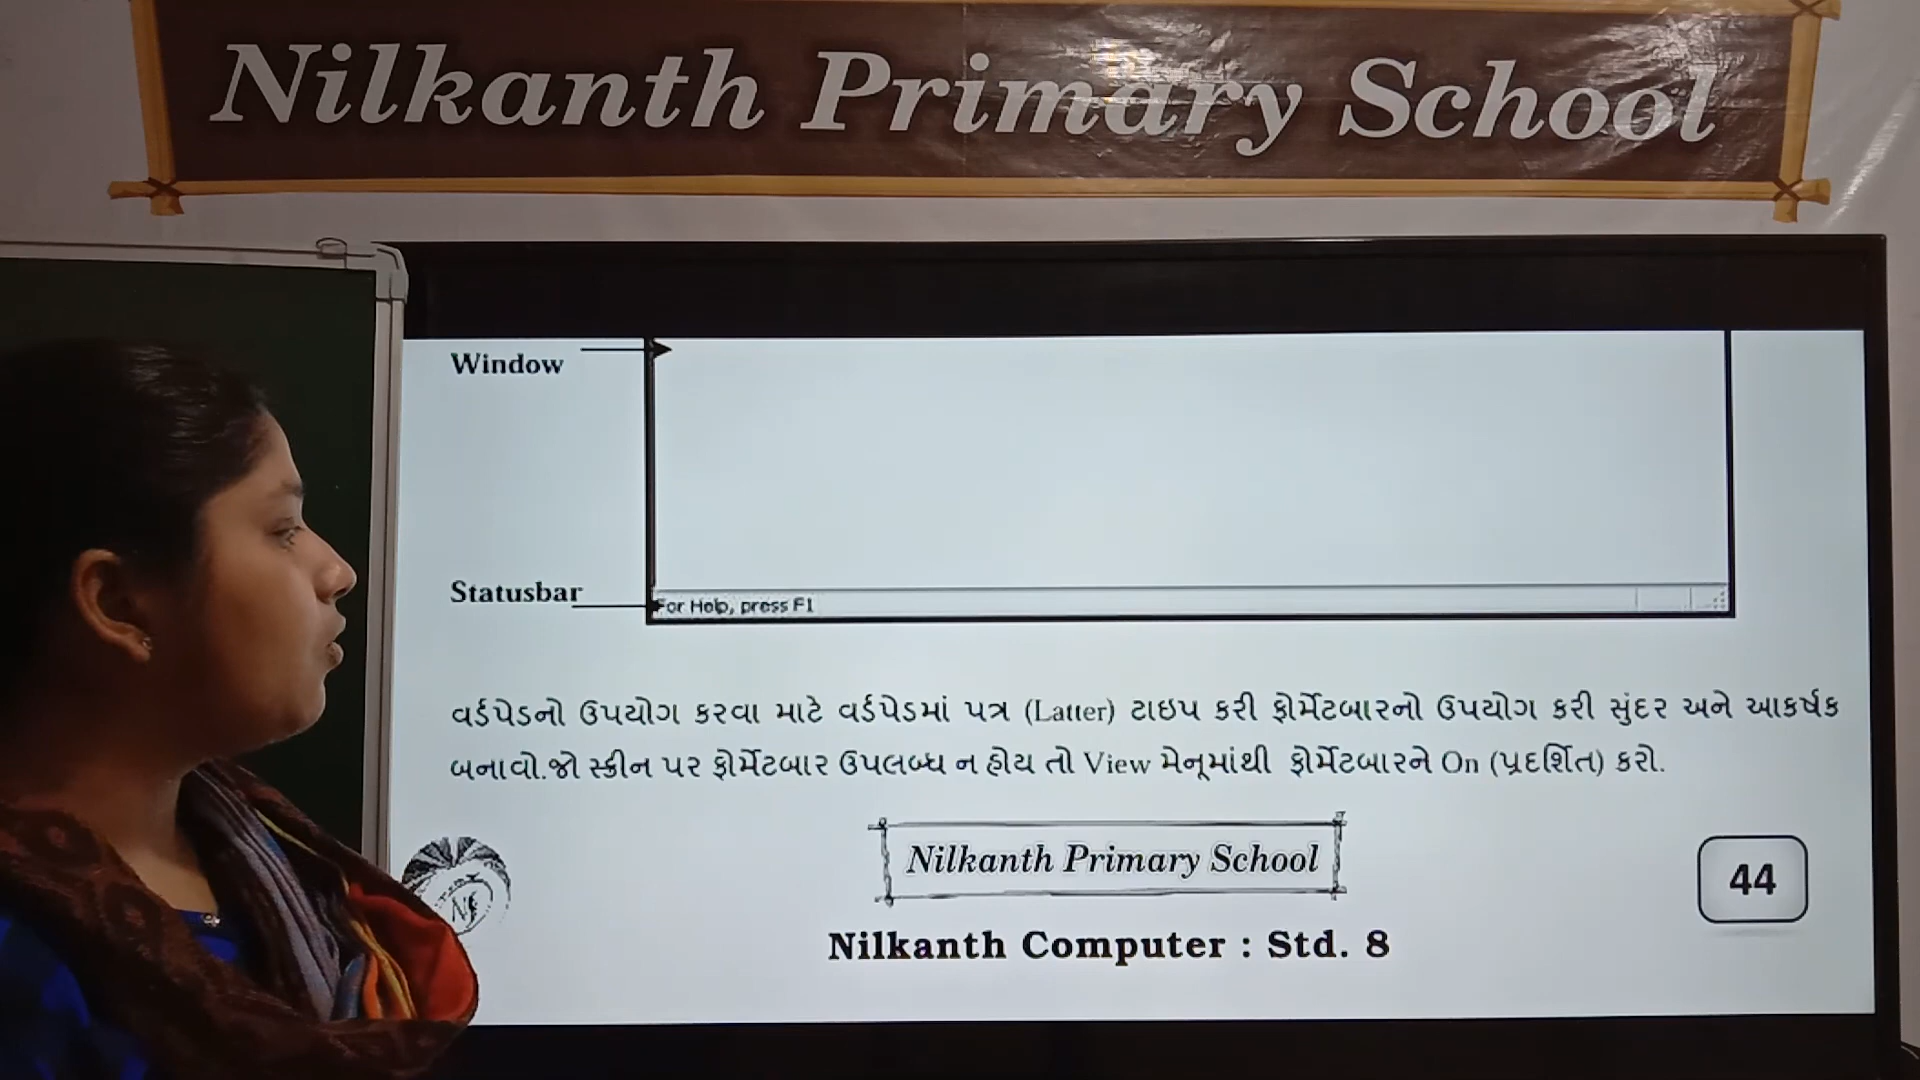 Nilkanth Primary School
Window
Statusbar
For Help, press F1
વર્ડપેડનો ઉપયોગ કરવા માટે વર્ડપેડમાં પત્ર (Latter) ટાઇપ કરી ફોર્મેટબારનો ઉપયોગ કરી સુંદર અને આકર્ષક
બનાવો.જો સ્ક્રીન પર ફોર્મેટબાર ઉપલબ્ધ ન હોય તો View મેનૂમાંથી ફોર્મેટબારને On (પ્રદર્શિત) કરો.
Nilkanth Primary School
44
Nilkanth Computer : Std. 8